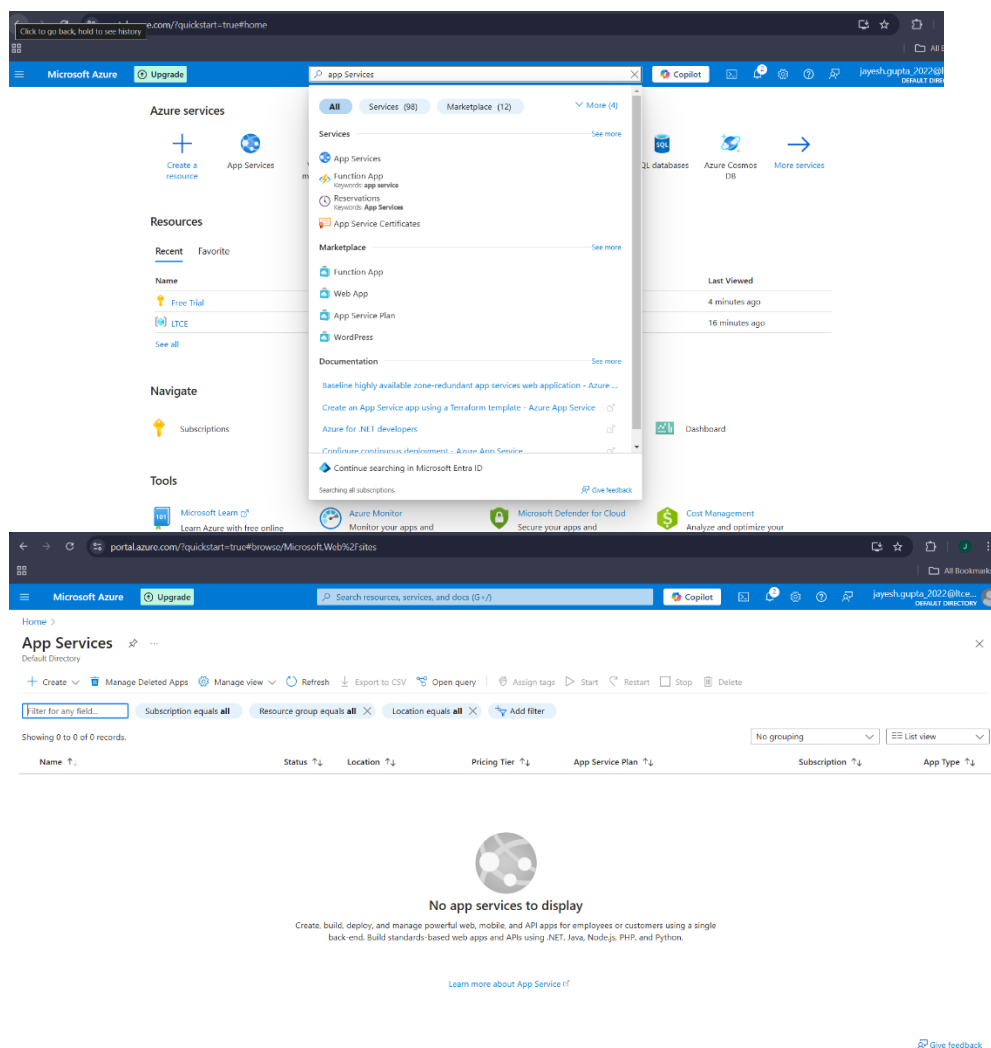 re.com/?quickstart=true#home
Click to go back, hold to see history
All
Microsoft Azure
Upgrade
app Services
Copilot
2
jayesh.gupta_2022@l
DEFAULT DIRE
Azure services
Create a resource
App Services
QL databases
Azure Cosmos DB
More services
All
Services (98)
Marketplace (12)
More (4)
Services
See more
App Services
Function App
Keywords: app service
Reservations
Keywords: App Services
App Service Certificates
Marketplace
See more
Function App
Web App
App Service Plan
WordPress
Documentation
See more
Baseline highly available zone-redundant app services web application - Azure ...
Create an App Service app using a Terraform template - Azure App Service
Azure for .NET developers
Configure continuous deployment - Azure App Service
Continue searching in Microsoft Entra ID
Searching all subscriptions.
Give feedback
Resources
Recent
Favorite
Name
Last Viewed
Free Trial
4 minutes ago
LTCE
16 minutes ago
See all
Navigate
Subscriptions
Dashboard
Tools
Microsoft Learn
Learn Azure with free online
Azure Monitor
Monitor your apps and
Microsoft Defender for Cloud
Secure your apps and
Cost Management
Analyze and optimize your
portal.azure.com/?quickstart=true#browse/Microsoft.Web%2Fsites
J
All Bookmark
Microsoft Azure
Upgrade
Search resources, services, and docs (G+/)
Copilot
2
jayesh.gupta_2022@ltce...
DEFAULT DIRECTORY
Home >
App Services
Default Directory
Create
Manage Deleted Apps
Manage view
Refresh
Export to CSV
Open query
Assign tags
Start
Restart
Stop
Delete
Filter for any field...
Subscription equals all
Resource group equals all
Location equals all
Add filter
Showing 0 to 0 of 0 records.
No grouping
List view
Name
Status
Location
Pricing Tier
App Service Plan
Subscription
App Type
No app services to display
Create, build, deploy, and manage powerful web, mobile, and API apps for employees or customers using a single
back-end. Build standards-based web apps and APIs using .NET, Java, Node.js, PHP, and Python.
Learn more about App Service
Give feedback